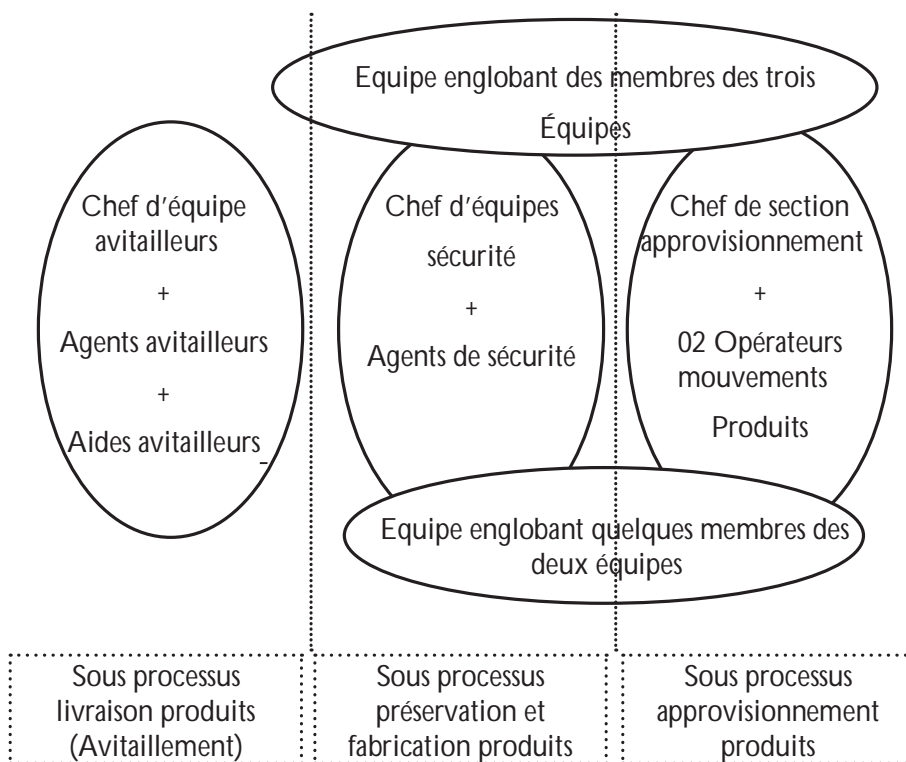 Equipe englobant des membres des trois
Équipes
Chef d'équipe
avitailleurs
+
Agents avitailleurs
+
Aides avitailleurs
Chef d'équipes
sécurité
+
Agents de sécurité
Chef de section
approvisionnement
+
02 Opérateurs
mouvements
Produits
Equipe englobant quelques membres des
deux équipes
Sous processus
livraison produits
(Avitaillement)
Sous processus
préservation et
fabrication produits
Sous processus
approvisionnement
produits